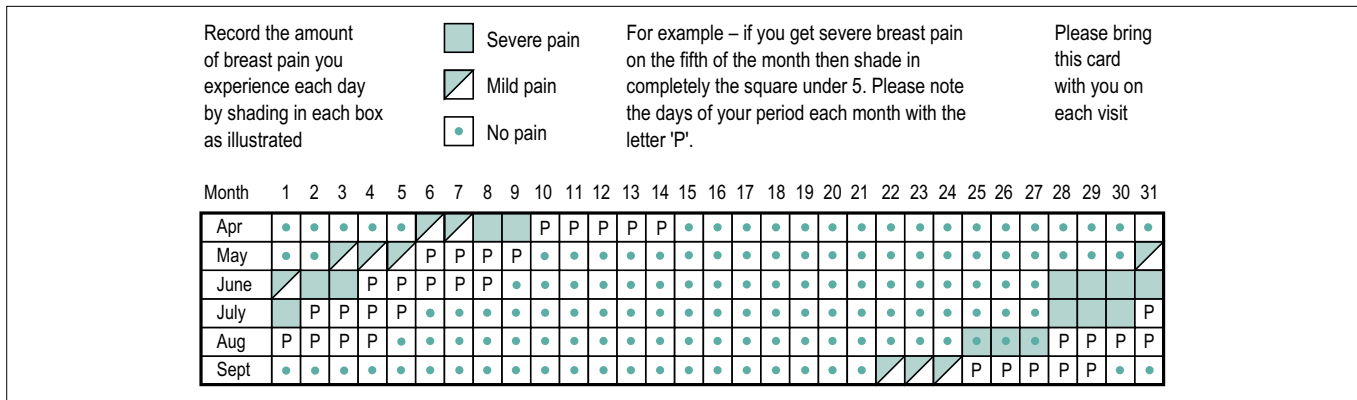 Record the amount
of breast pain you
experience each day
by shading in each box
as illustrated
Severe pain
Mild pain
No pain
For example – if you get severe breast pain
on the fifth of the month then shade in
completely the square under 5. Please note
the days of your period each month with the
letter 'P'.
Please bring
this card
with you on
each visit
Month 1 2 3 4 5 6 7 8 9 10 11 12 13 14 15 16 17 18 19 20 21 22 23 24 25 26 27 28 29 30 31
Apr P P P P P
May P P P P
June P P P P P
July P P P P P
Aug P P P P P P P P
Sept P P P P P